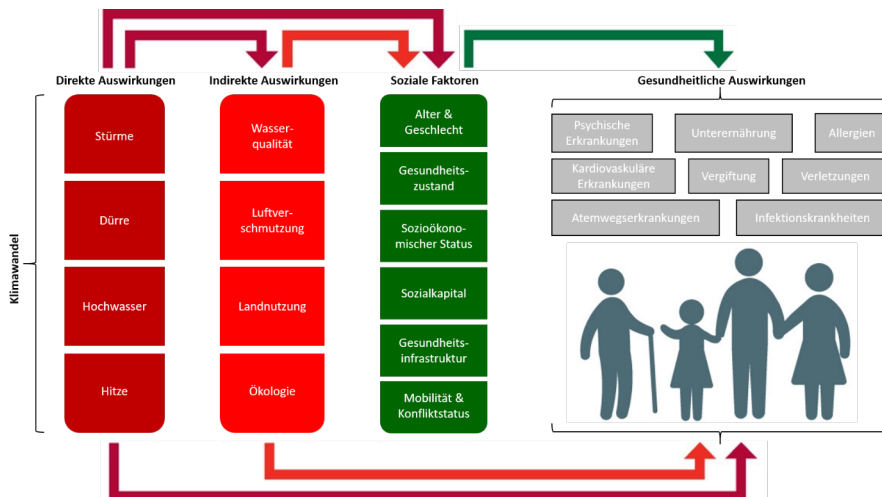 Direkte Auswirkungen
Indirekte Auswirkungen
Soziale Faktoren
Gesundheitliche Auswirkungen
Klimawandel
Stürme
Dürre
Hochwasser
Hitze
Wasser-
qualität
Luftver-
schmutzung
Landnutzung
Ökologie
Alter &
Geschlecht
Gesundheits-
zustand
Sozioökono-
mischer Status
Sozialkapital
Gesundheits-
infrastruktur
Mobilität &
Konfliktstatus
Psychische
Erkrankungen
Unterernährung
Allergien
Kardiovaskuläre
Erkrankungen
Vergiftung
Verletzungen
Atemwegserkrankungen
Infektionskrankheiten